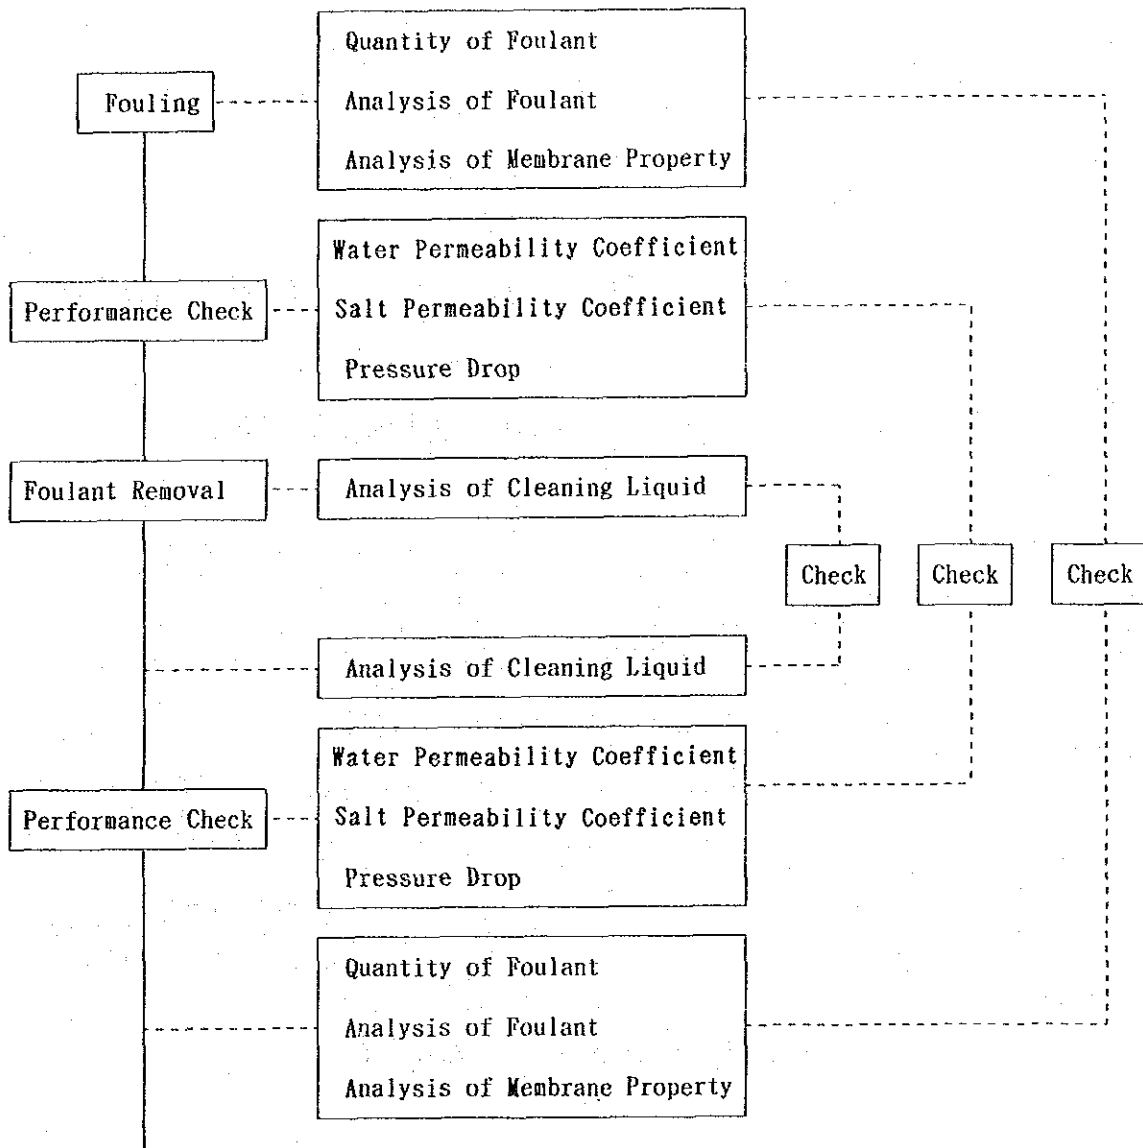 Quantity of Foulant
Fouling
Analysis of Foulant
Analysis of Membrane Property
Water Permeability Coefficient
Performance Check
Salt Permeability Coefficient
Pressure Drop
Foulant Removal
Analysis of Cleaning Liquid
Check
Check
Check
Analysis of Cleaning Liquid
Water Permeability Coefficient
Performance Check
Salt Permeability Coefficient
Pressure Drop
Quantity of Foulant
Analysis of Foulant
Analysis of Membrane Property